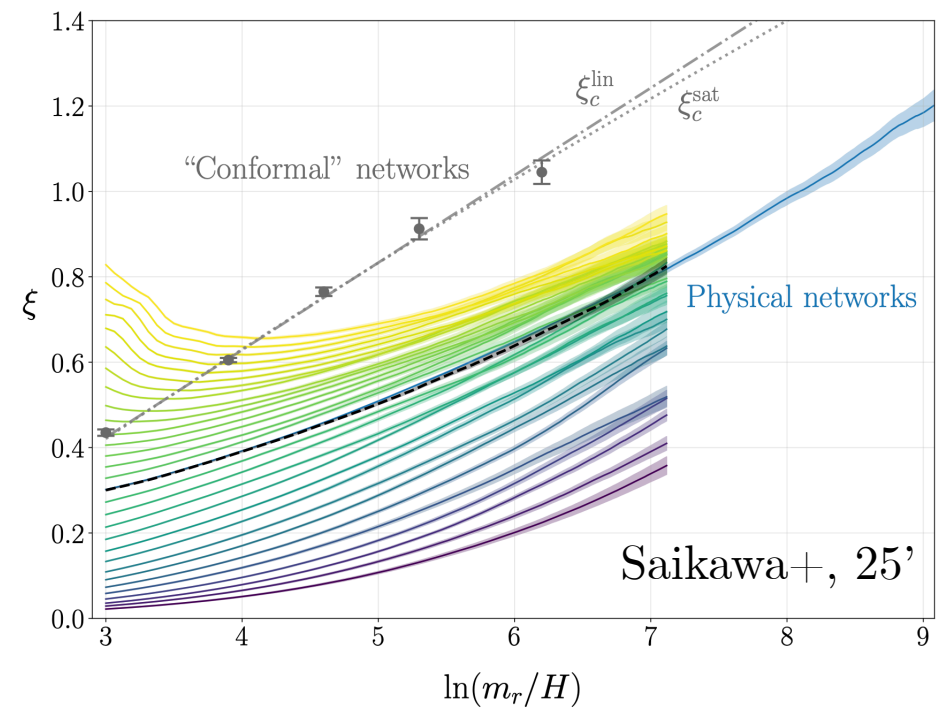 1.4
1.2
1.0
0.8
0.6
0.4
0.2
0.0
ξ
ξ_c^lin
ξ_c^sat
“Conformal” networks
Physical networks
Saikawa+, 25’
3 4 5 6 7 8 9
ln(m_r/H)